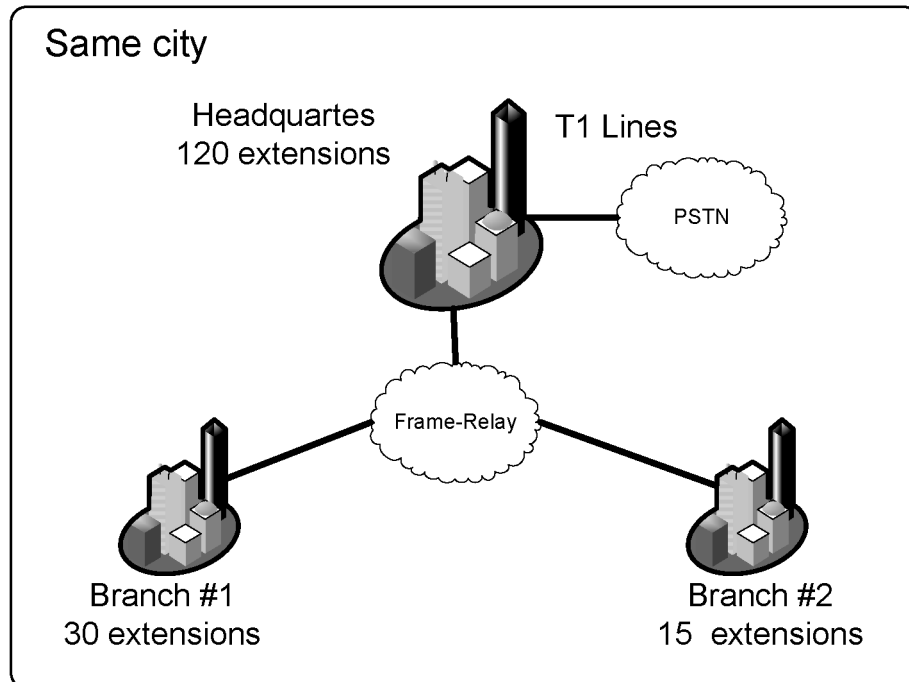 Same city
Headquartes
120 extensions
T1 Lines
PSTN
Frame-Relay
Branch #1
30 extensions
Branch #2
15 extensions